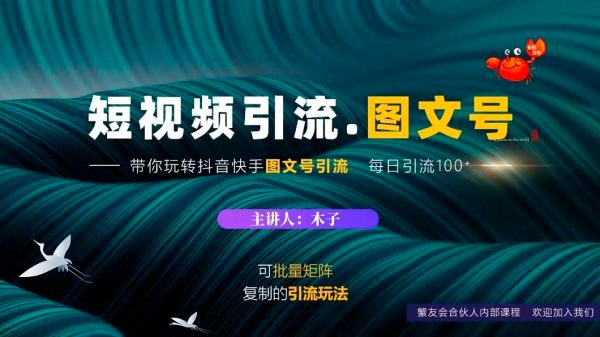 短视频引流.图文号
带你玩转抖音快手图文号引流 每日引流100+
主讲人：木子
可批量矩阵
复制的引流玩法
蟹友会合伙人内部课程 欢迎加入我们